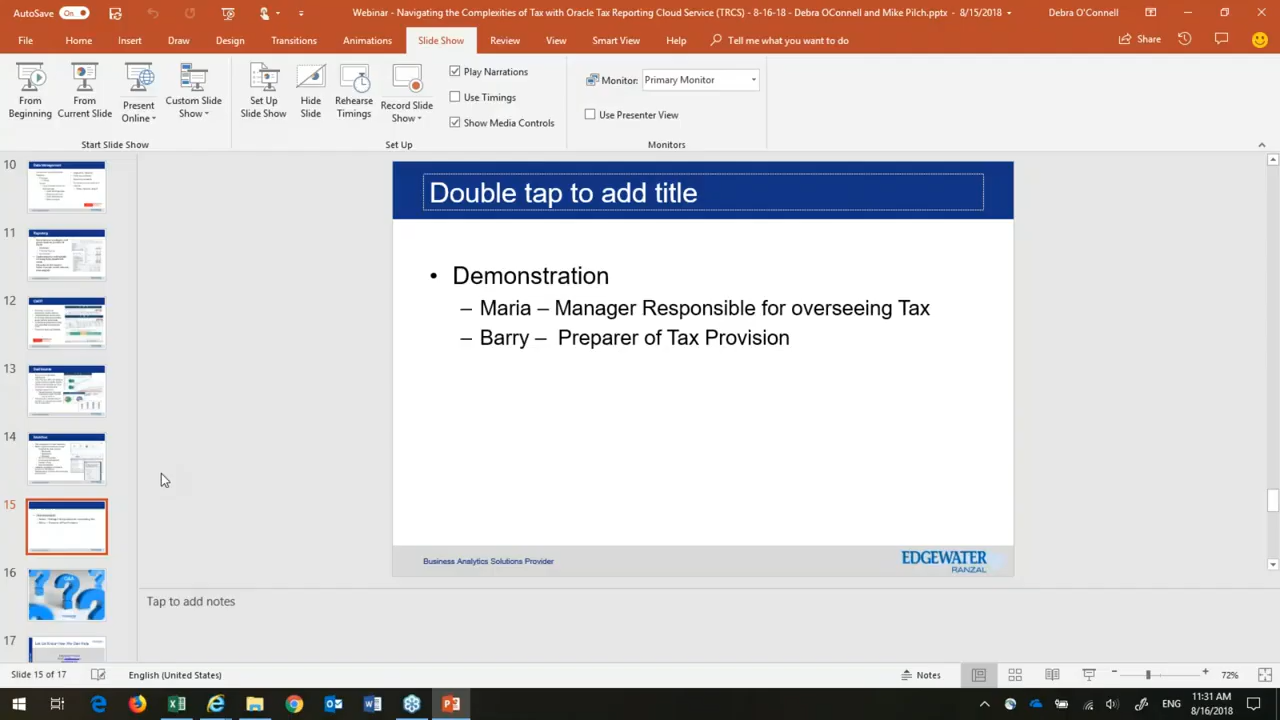 AutoSave On Webinar - Navigating the Complexities of Tax with Oracle Tax Reporting Cloud Service (TRCS) - 8-16-18 - Debra OConnell and Mike Pilch.pptx - 8/15/2018 Debra O'Connell
File Home Insert Draw Design Transitions Animations Slide Show Review View Smart View Help Tell me what you want to do Share
From Beginning
From Current Slide
Present Online
Custom Slide Show
Start Slide Show
Set Up Slide Show
Hide Slide
Rehearse Timings
Record Slide Show
Play Narrations
Use Timings
Show Media Controls
Set Up
Monitor: Primary Monitor
Use Presenter View
Monitors
10
11
Reporting
12
13
14
15
16
17
Double tap to add title
• Demonstration
– Maria – Manager Responsible for overseeing Tax
– Barry – Preparer of Tax Provision
Business Analytics Solutions Provider
EDGEWATER
RANZAL
Tap to add notes
Slide 15 of 17 English (United States) Notes 72%
11:31 AM
ENG
8/16/2018